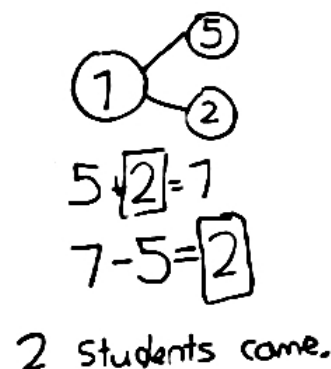 5
7
2
5 + 2 = 7
7 - 5 = 2
2 students came.